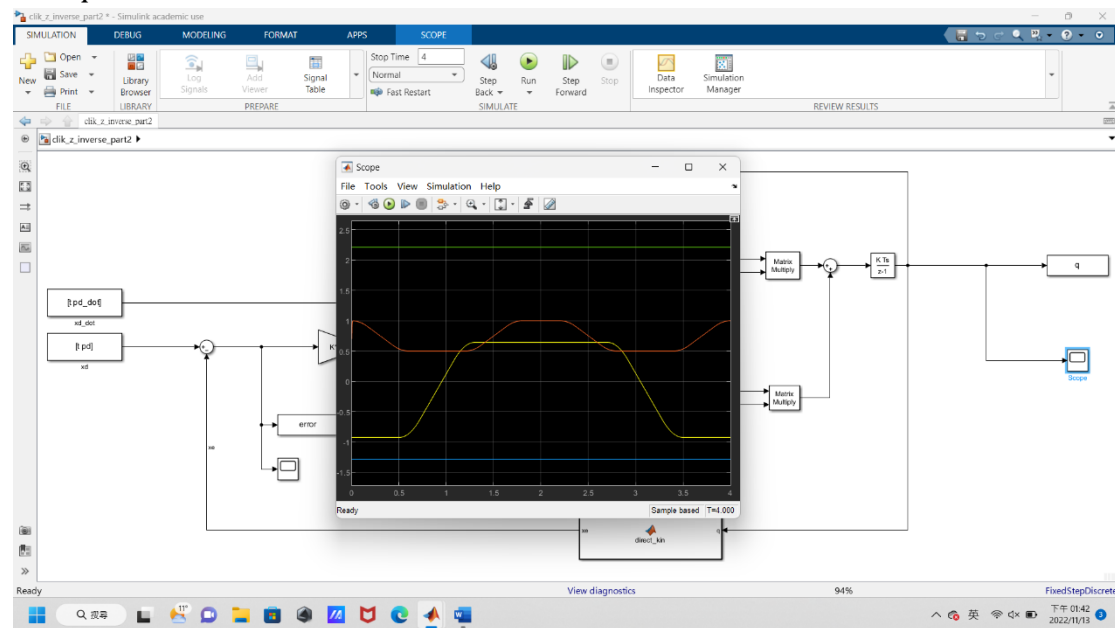 clik_z_inverse_part2 * - Simulink academic use
SIMULATION DEBUG MODELING FORMAT APPS SCOPE
New
Open
Save
Print
FILE
Library
Browser
LIBRARY
Log
Signals
Add
Viewer
Signal
Table
PREPARE
Stop Time 4
Normal
Fast Restart
Step
Back
Run
Step
Forward
Stop
SIMULATE
Data
Inspector
Simulation
Manager
REVIEW RESULTS
clik_z_inverse_part2
clik_z_inverse_part2
Scope
File Tools View Simulation Help
2.5
2
1.5
1
0.5
0
-0.5
-1
-1.5
0 0.5 1 1.5 2 2.5 3 3.5 4
Ready
Sample based T=4.000
[t pd_dot]
xd_dot
[t pd]
xd
error
xe
Matrix
Multiply
K Ts
z-1
q
Scope
Matrix
Multiply
xe
q
direct_kin
Ready
View diagnostics
94%
FixedStepDiscrete
搜尋
11°
英
下午 01:42
2022/11/13
3